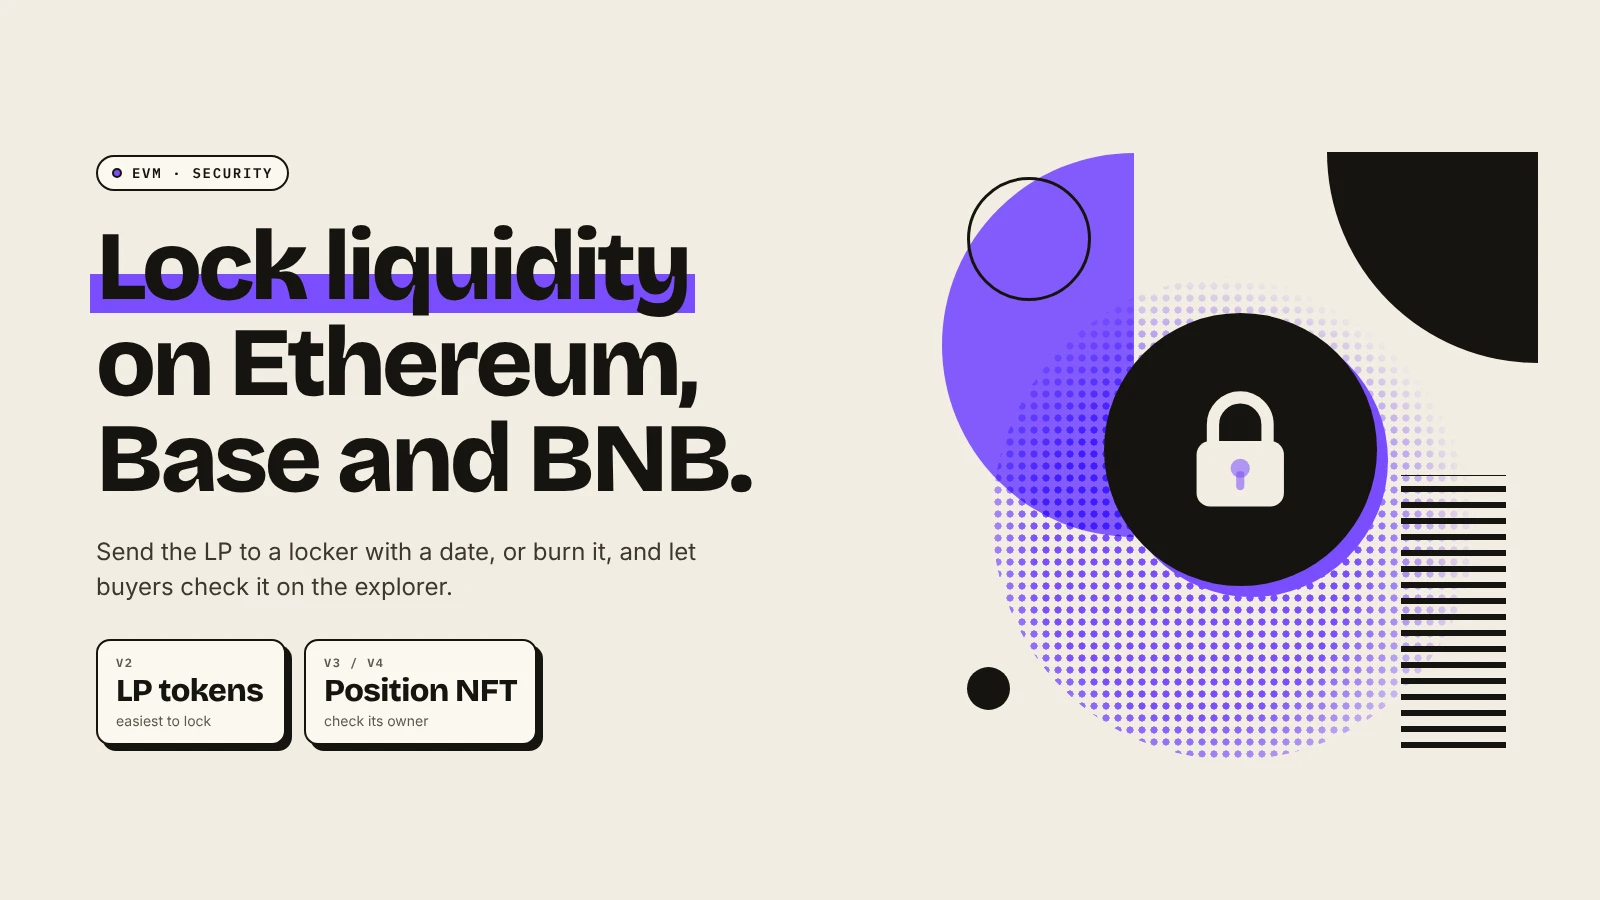 EVM · SECURITY
Lock liquidity
on Ethereum,
Base and BNB.
Send the LP to a locker with a date, or burn it, and let
buyers check it on the explorer.
V2
LP tokens
easiest to lock
V3 / V4
Position NFT
check its owner